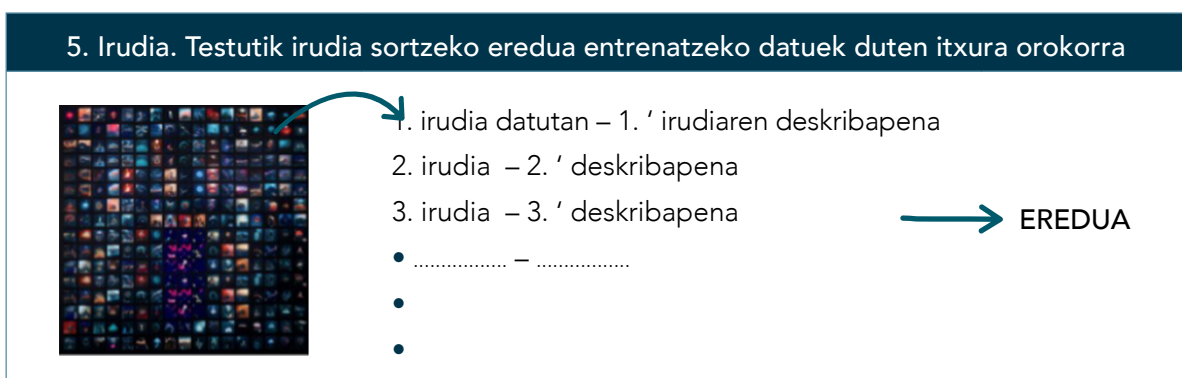 5. Irudia. Testutik irudia sortzeko eredua entrenatzeko datuek duten itxura orokorra
1. irudia datutan – 1. ' irudiaren deskribapena
2. irudia – 2. ' deskribapena
3. irudia – 3. ' deskribapena
EREDUA
• ................. – .................
•
•